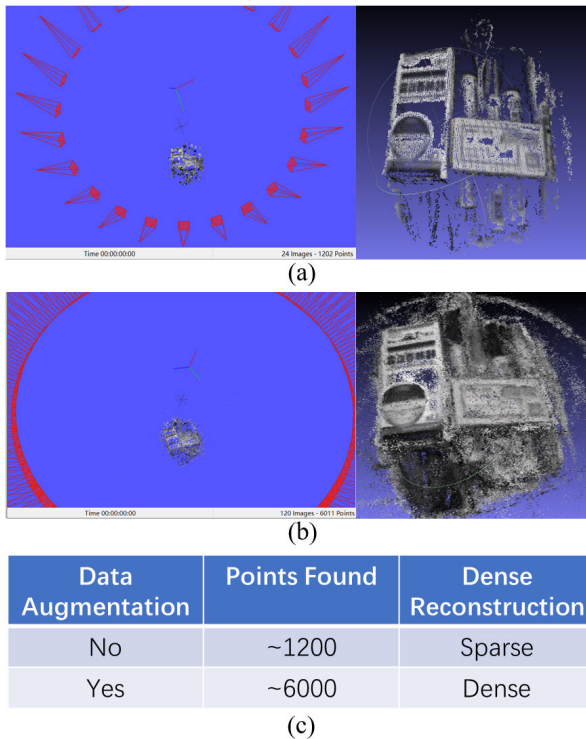 Time 00:00:00:00 24 Images - 1202 Points
(a)
Time 00:00:00:00 120 Images - 6011 Points
(b)
Data Augmentation Points Found Dense Reconstruction
No ~1200 Sparse
Yes ~6000 Dense
(c)